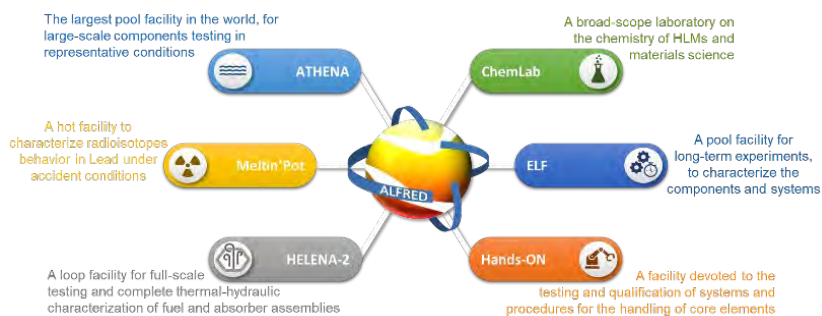 The largest pool facility in the world, for
large-scale components testing in
representative conditions
ATHENA
A broad-scope laboratory on
the chemistry of HLMs and
materials science
ChemLab
A hot facility to
characterize radioisotopes
behavior in Lead under
accident conditions
Meltin'Pot
ALFRED
ELF
A pool facility for
long-term experiments,
to characterize the
components and systems
HELENA-2
A loop facility for full-scale
testing and complete thermal-hydraulic
characterization of fuel and absorber assemblies
Hands-ON
A facility devoted to the
testing and qualification of systems and
procedures for the handling of core elements